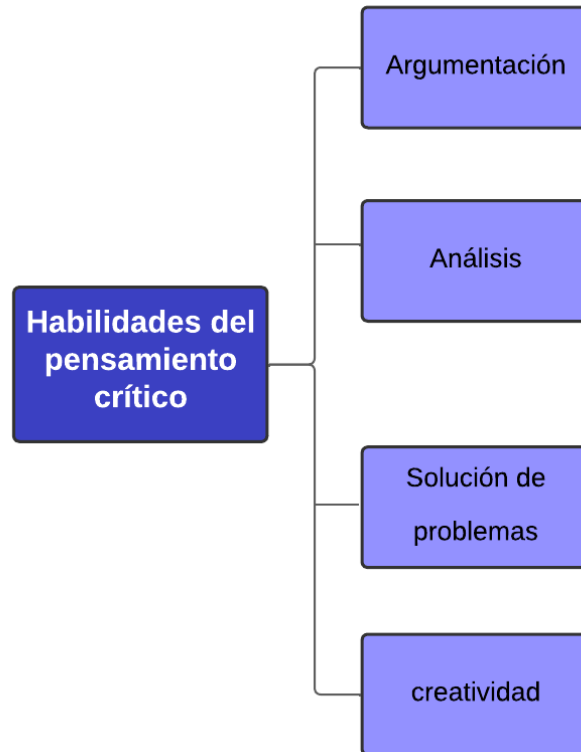 Argumentación
Análisis
Habilidades del
pensamiento
crítico
Solución de
problemas
creatividad